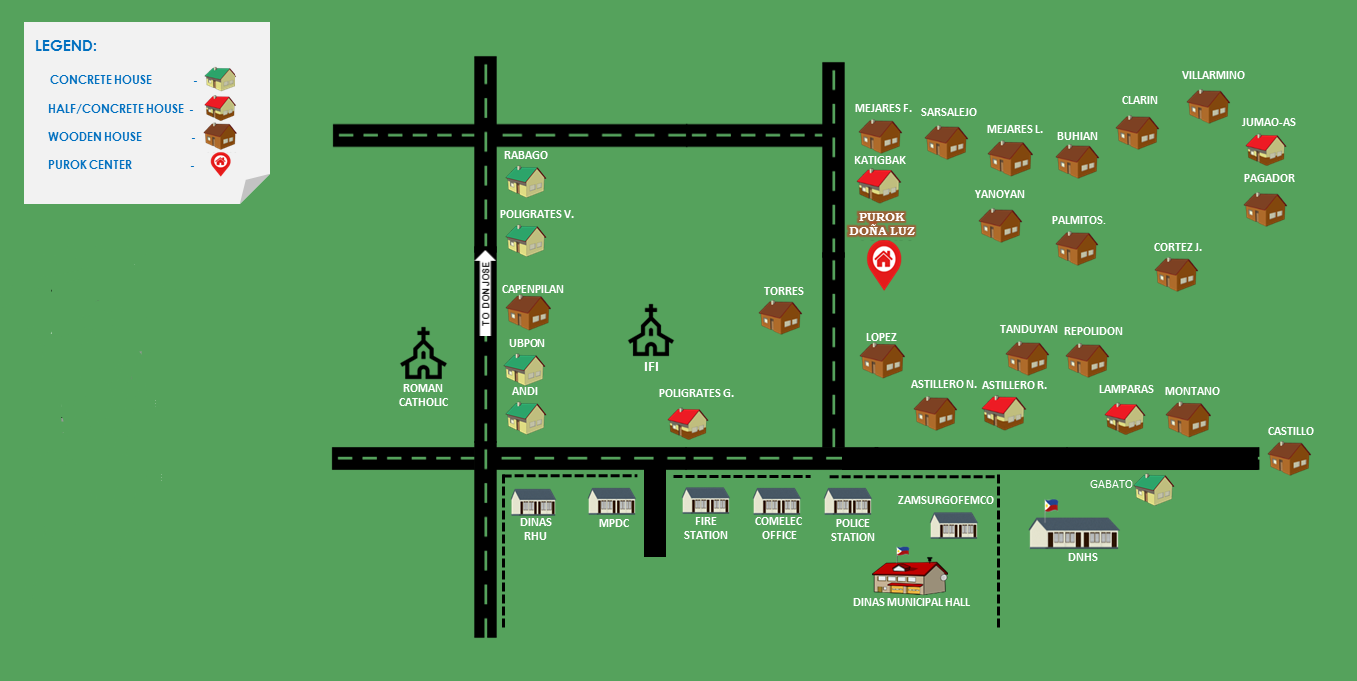 LEGEND:
CONCRETE HOUSE -
HALF/CONCRETE HOUSE -
WOODEN HOUSE -
PUROK CENTER -
VILLARMINO
CLARIN
MEJARES F.
SARSALEJO
JUMAO-AS
MEJARES L.
BUHIAN
RABAGO
KATIGBAK
PAGADOR
YANOYAN
POLIGRATES V.
PUROK
DOÑA LUZ
PALMITOS.
CORTEZ J.
TO DON JOSE
CAPENPILAN
TORRES
LOPEZ
TANDUYAN
REPOLIDON
UBPON
IFI
ROMAN
CATHOLIC
ANDI
POLIGRATES G.
ASTILLERO N.
ASTILLERO R.
LAMPARAS
MONTANO
CASTILLO
GABATO
ZAMSURGOFEMCO
DINAS
RHU
MPDC
FIRE
STATION
COMELEC
OFFICE
POLICE
STATION
DNHS
DINAS MUNICIPAL HALL